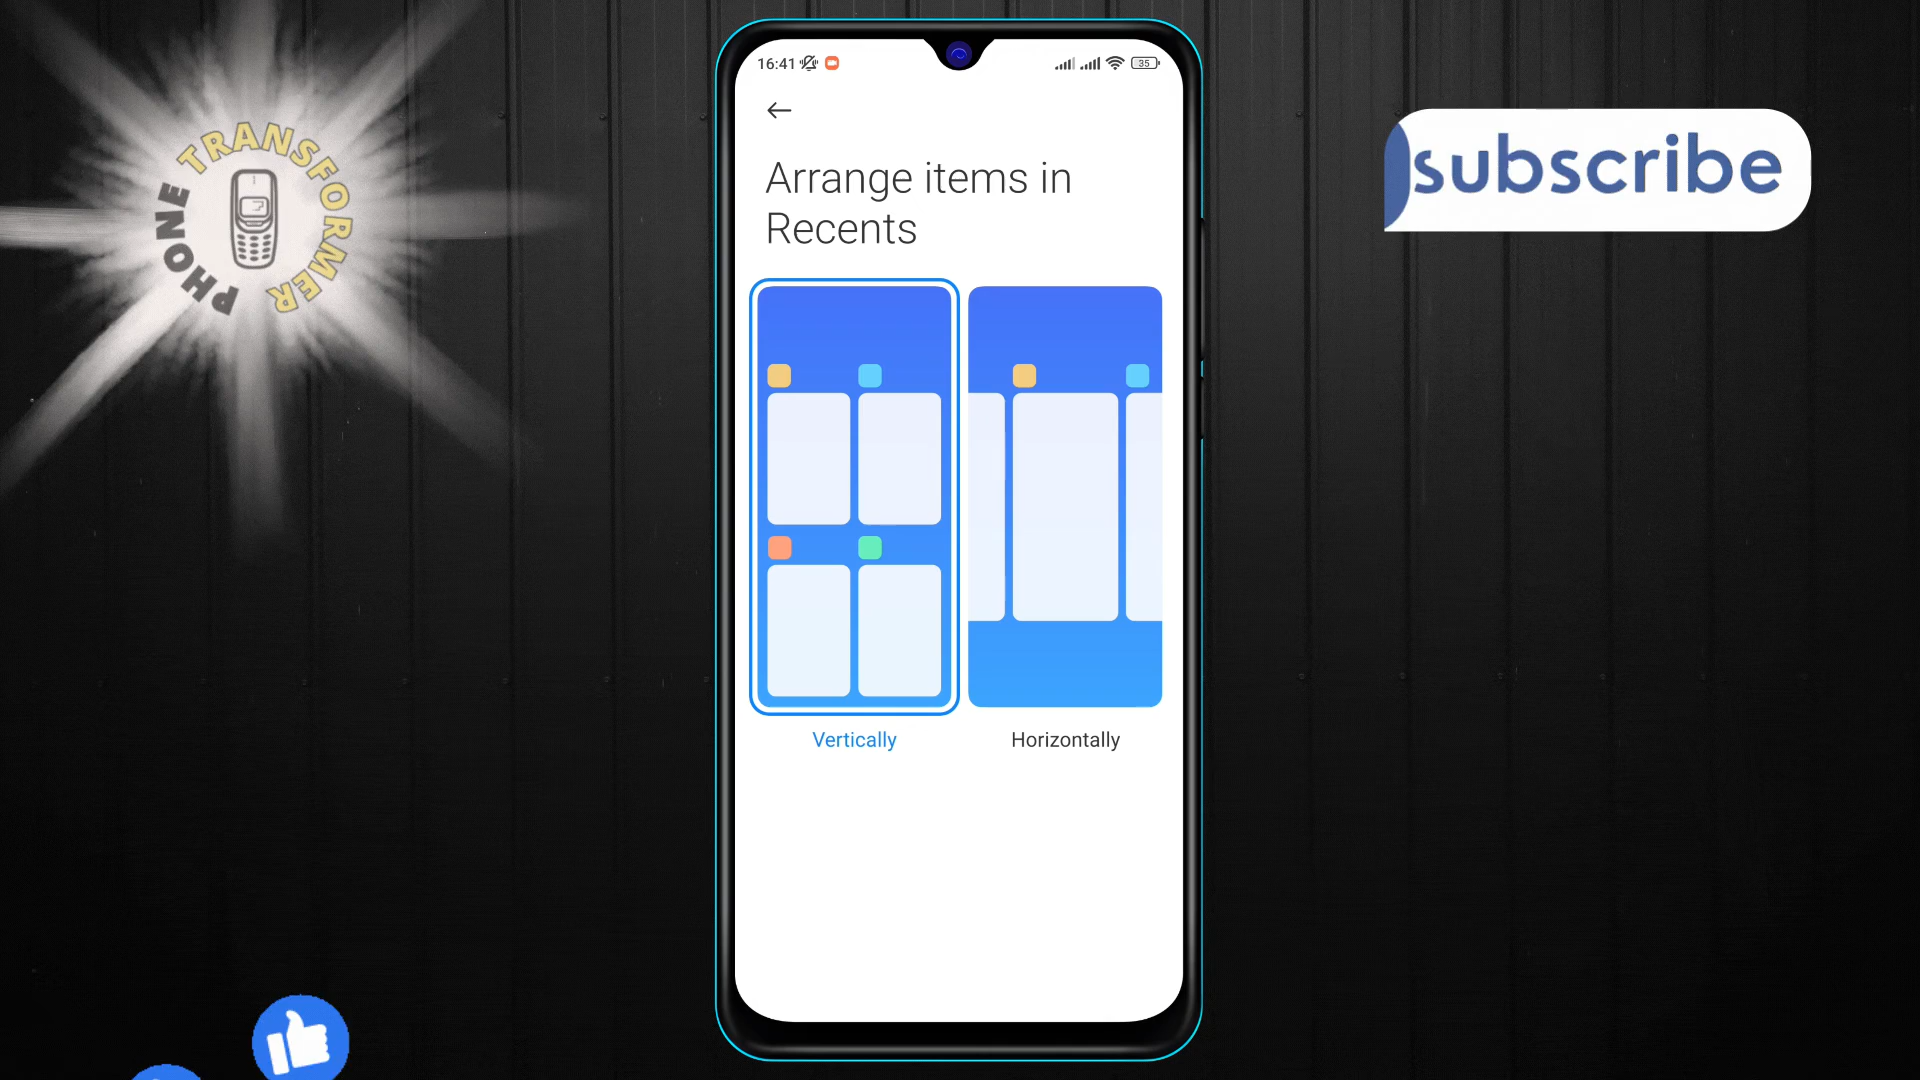 PHONE TRANSFORMER
subscribe
16:41
35
Arrange items in
Recents
Vertically
Horizontally